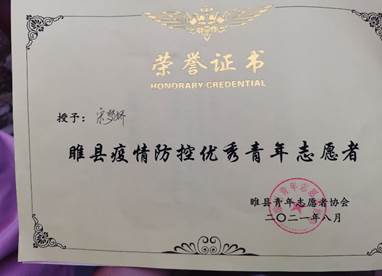 荣誉证书
HONORARY CREDENTIAL
授予:
睢县疫情防控优秀青年志愿者
睢县青年志愿者协会
二〇二一年八月